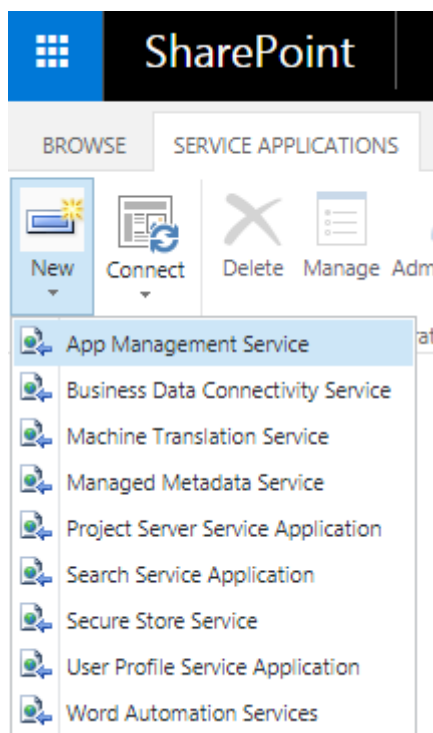 SharePoint
BROWSE SERVICE APPLICATIONS
New Connect Delete Manage Adm
App Management Service
Business Data Connectivity Service
Machine Translation Service
Managed Metadata Service
Project Server Service Application
Search Service Application
Secure Store Service
User Profile Service Application
Word Automation Services